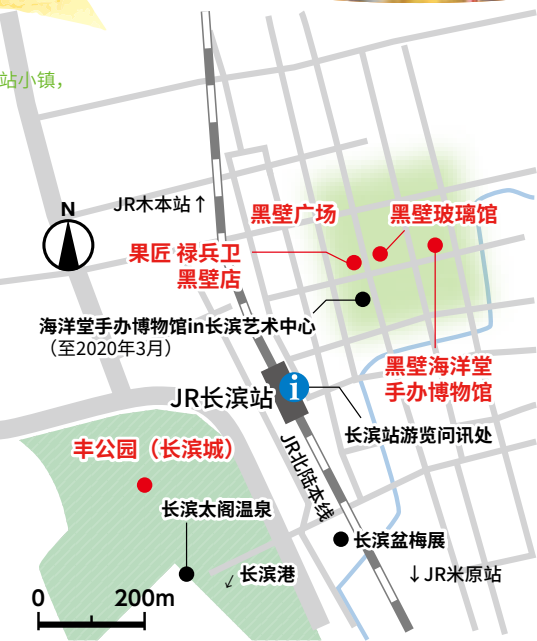 站小镇，
N
JR木本站↑
黑壁广场
黑壁玻璃馆
果匠 禄兵卫
黑壁店
海洋堂手办博物馆in长滨艺术中心
（至2020年3月）
黑壁海洋堂
手办博物馆
JR长滨站
i
长滨站游览问讯处
JR北陆本线
丰公园（长滨城）
长滨太阁温泉
长滨盆梅展
↙长滨港
↓JR米原站
0 200m